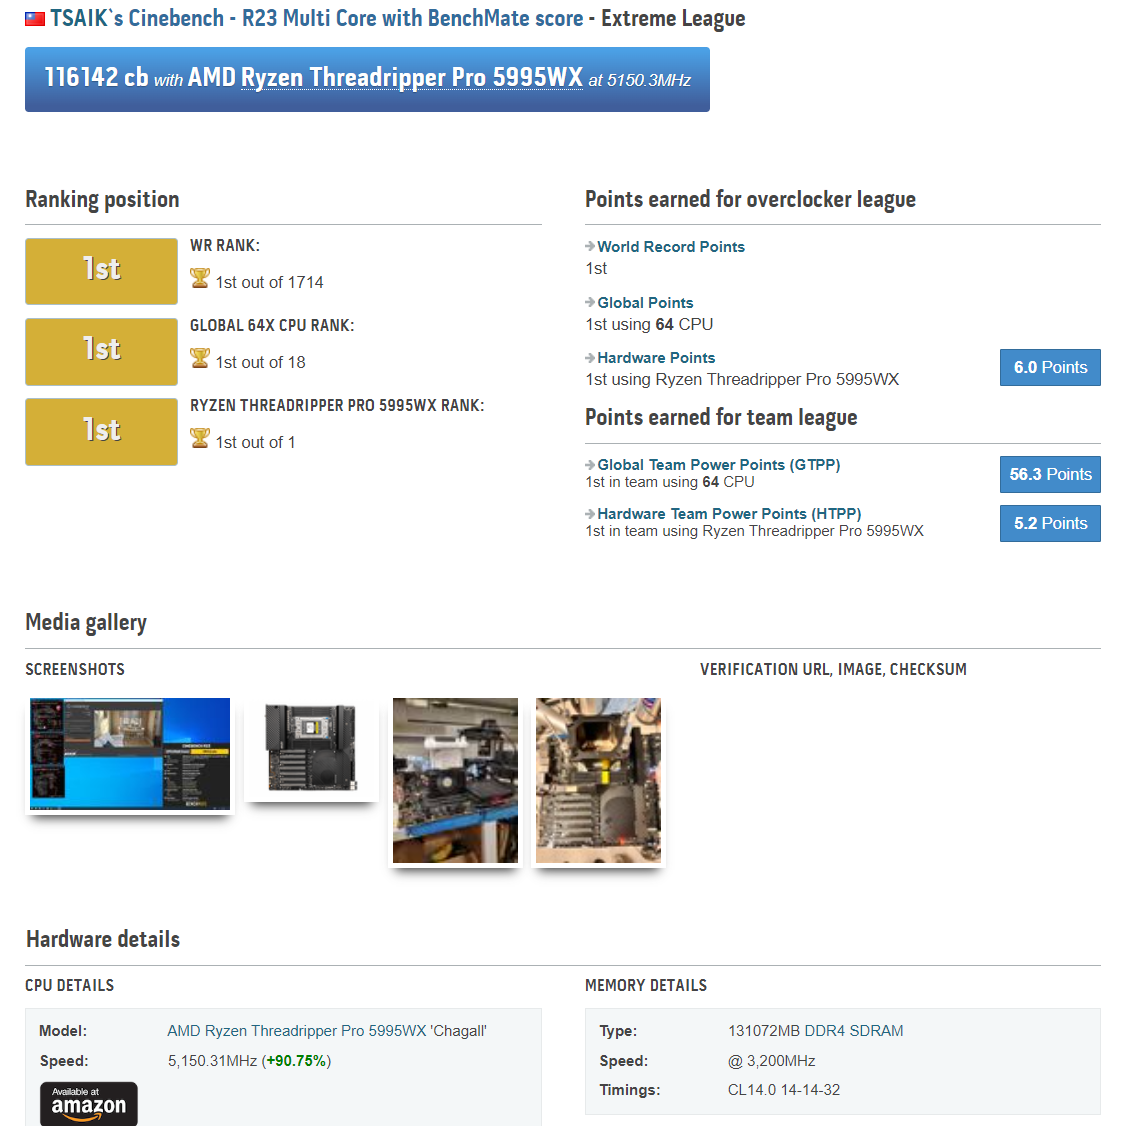 TSAIK`s Cinebench - R23 Multi Core with BenchMate score - Extreme League
116142 cb with AMD Ryzen Threadripper Pro 5995WX at 5150.3MHz
Ranking position
1st
WR RANK:
1st out of 1714
1st
GLOBAL 64X CPU RANK:
1st out of 18
1st
RYZEN THREADRIPPER PRO 5995WX RANK:
1st out of 1
Points earned for overclocker league
World Record Points
1st
Global Points
1st using 64 CPU
Hardware Points
1st using Ryzen Threadripper Pro 5995WX
6.0 Points
Points earned for team league
Global Team Power Points (GTPP)
1st in team using 64 CPU
56.3 Points
Hardware Team Power Points (HTPP)
1st in team using Ryzen Threadripper Pro 5995WX
5.2 Points
Media gallery
SCREENSHOTS
VERIFICATION URL, IMAGE, CHECKSUM
Hardware details
CPU DETAILS
Model: AMD Ryzen Threadripper Pro 5995WX 'Chagall'
Speed: 5,150.31MHz (+90.75%)
Available at
amazon
MEMORY DETAILS
Type: 131072MB DDR4 SDRAM
Speed: @ 3,200MHz
Timings: CL14.0 14-14-32